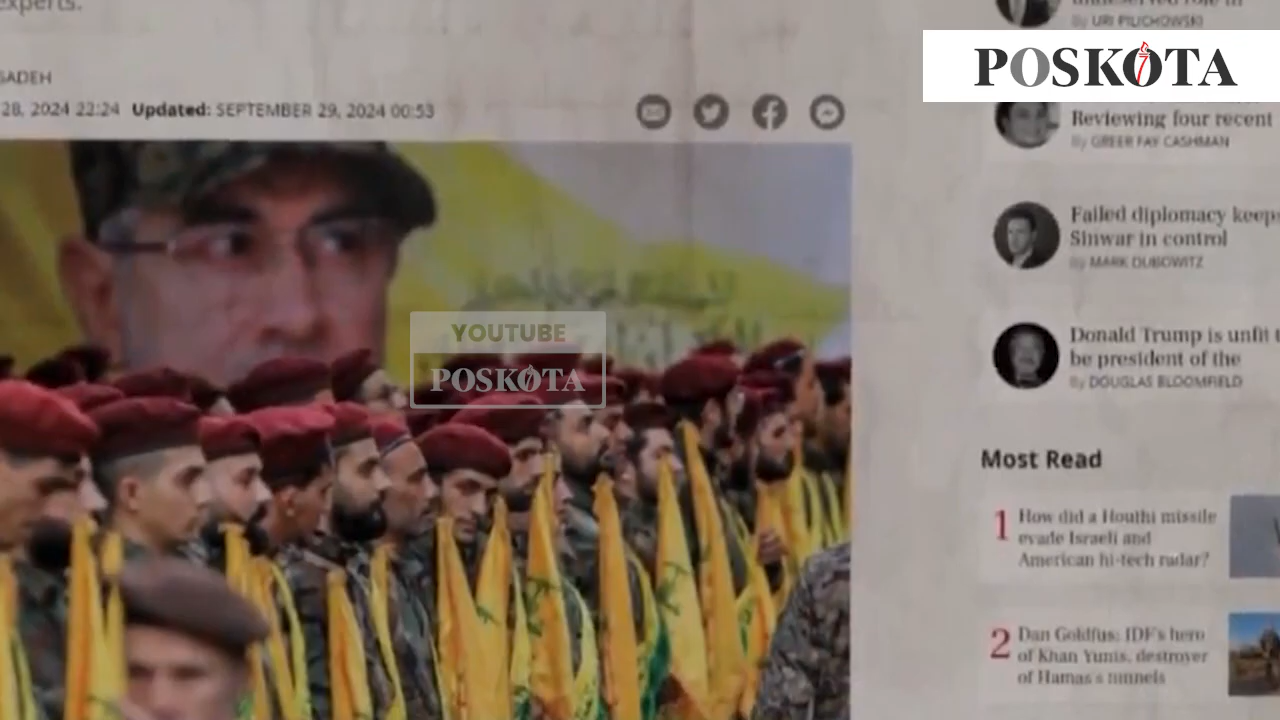 experts.
28, 2024 22:24 Updated: SEPTEMBER 29, 2024 00:53
By URI PILICHOWSKI
POSKOTA
Reviewing four recent
By GREER FAY CASHMAN
Failed diplomacy keeps
Sinwar in control
By MARK DUBOWITZ
YOUTUBE
POSKOTA
Donald Trump is unfit
be president of the
By DOUGLAS BLOOMFIELD
Most Read
1 How did a Houthi missile
evade Israeli and
American hi-tech radar?
2 Dan Goldfus: IDF's hero
of Khan Yunis, destroyer
of Hamas's tunnels